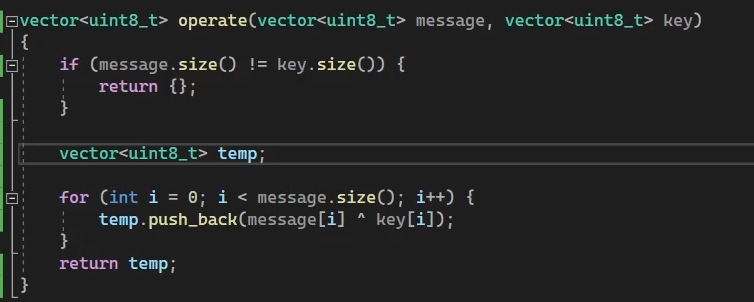 vector<uint8_t> operate(vector<uint8_t> message, vector<uint8_t> key)
{
    if (message.size() != key.size()) {
        return {};
    }
    vector<uint8_t> temp;
    for (int i = 0; i < message.size(); i++) {
        temp.push_back(message[i] ^ key[i]);
    }
    return temp;
}